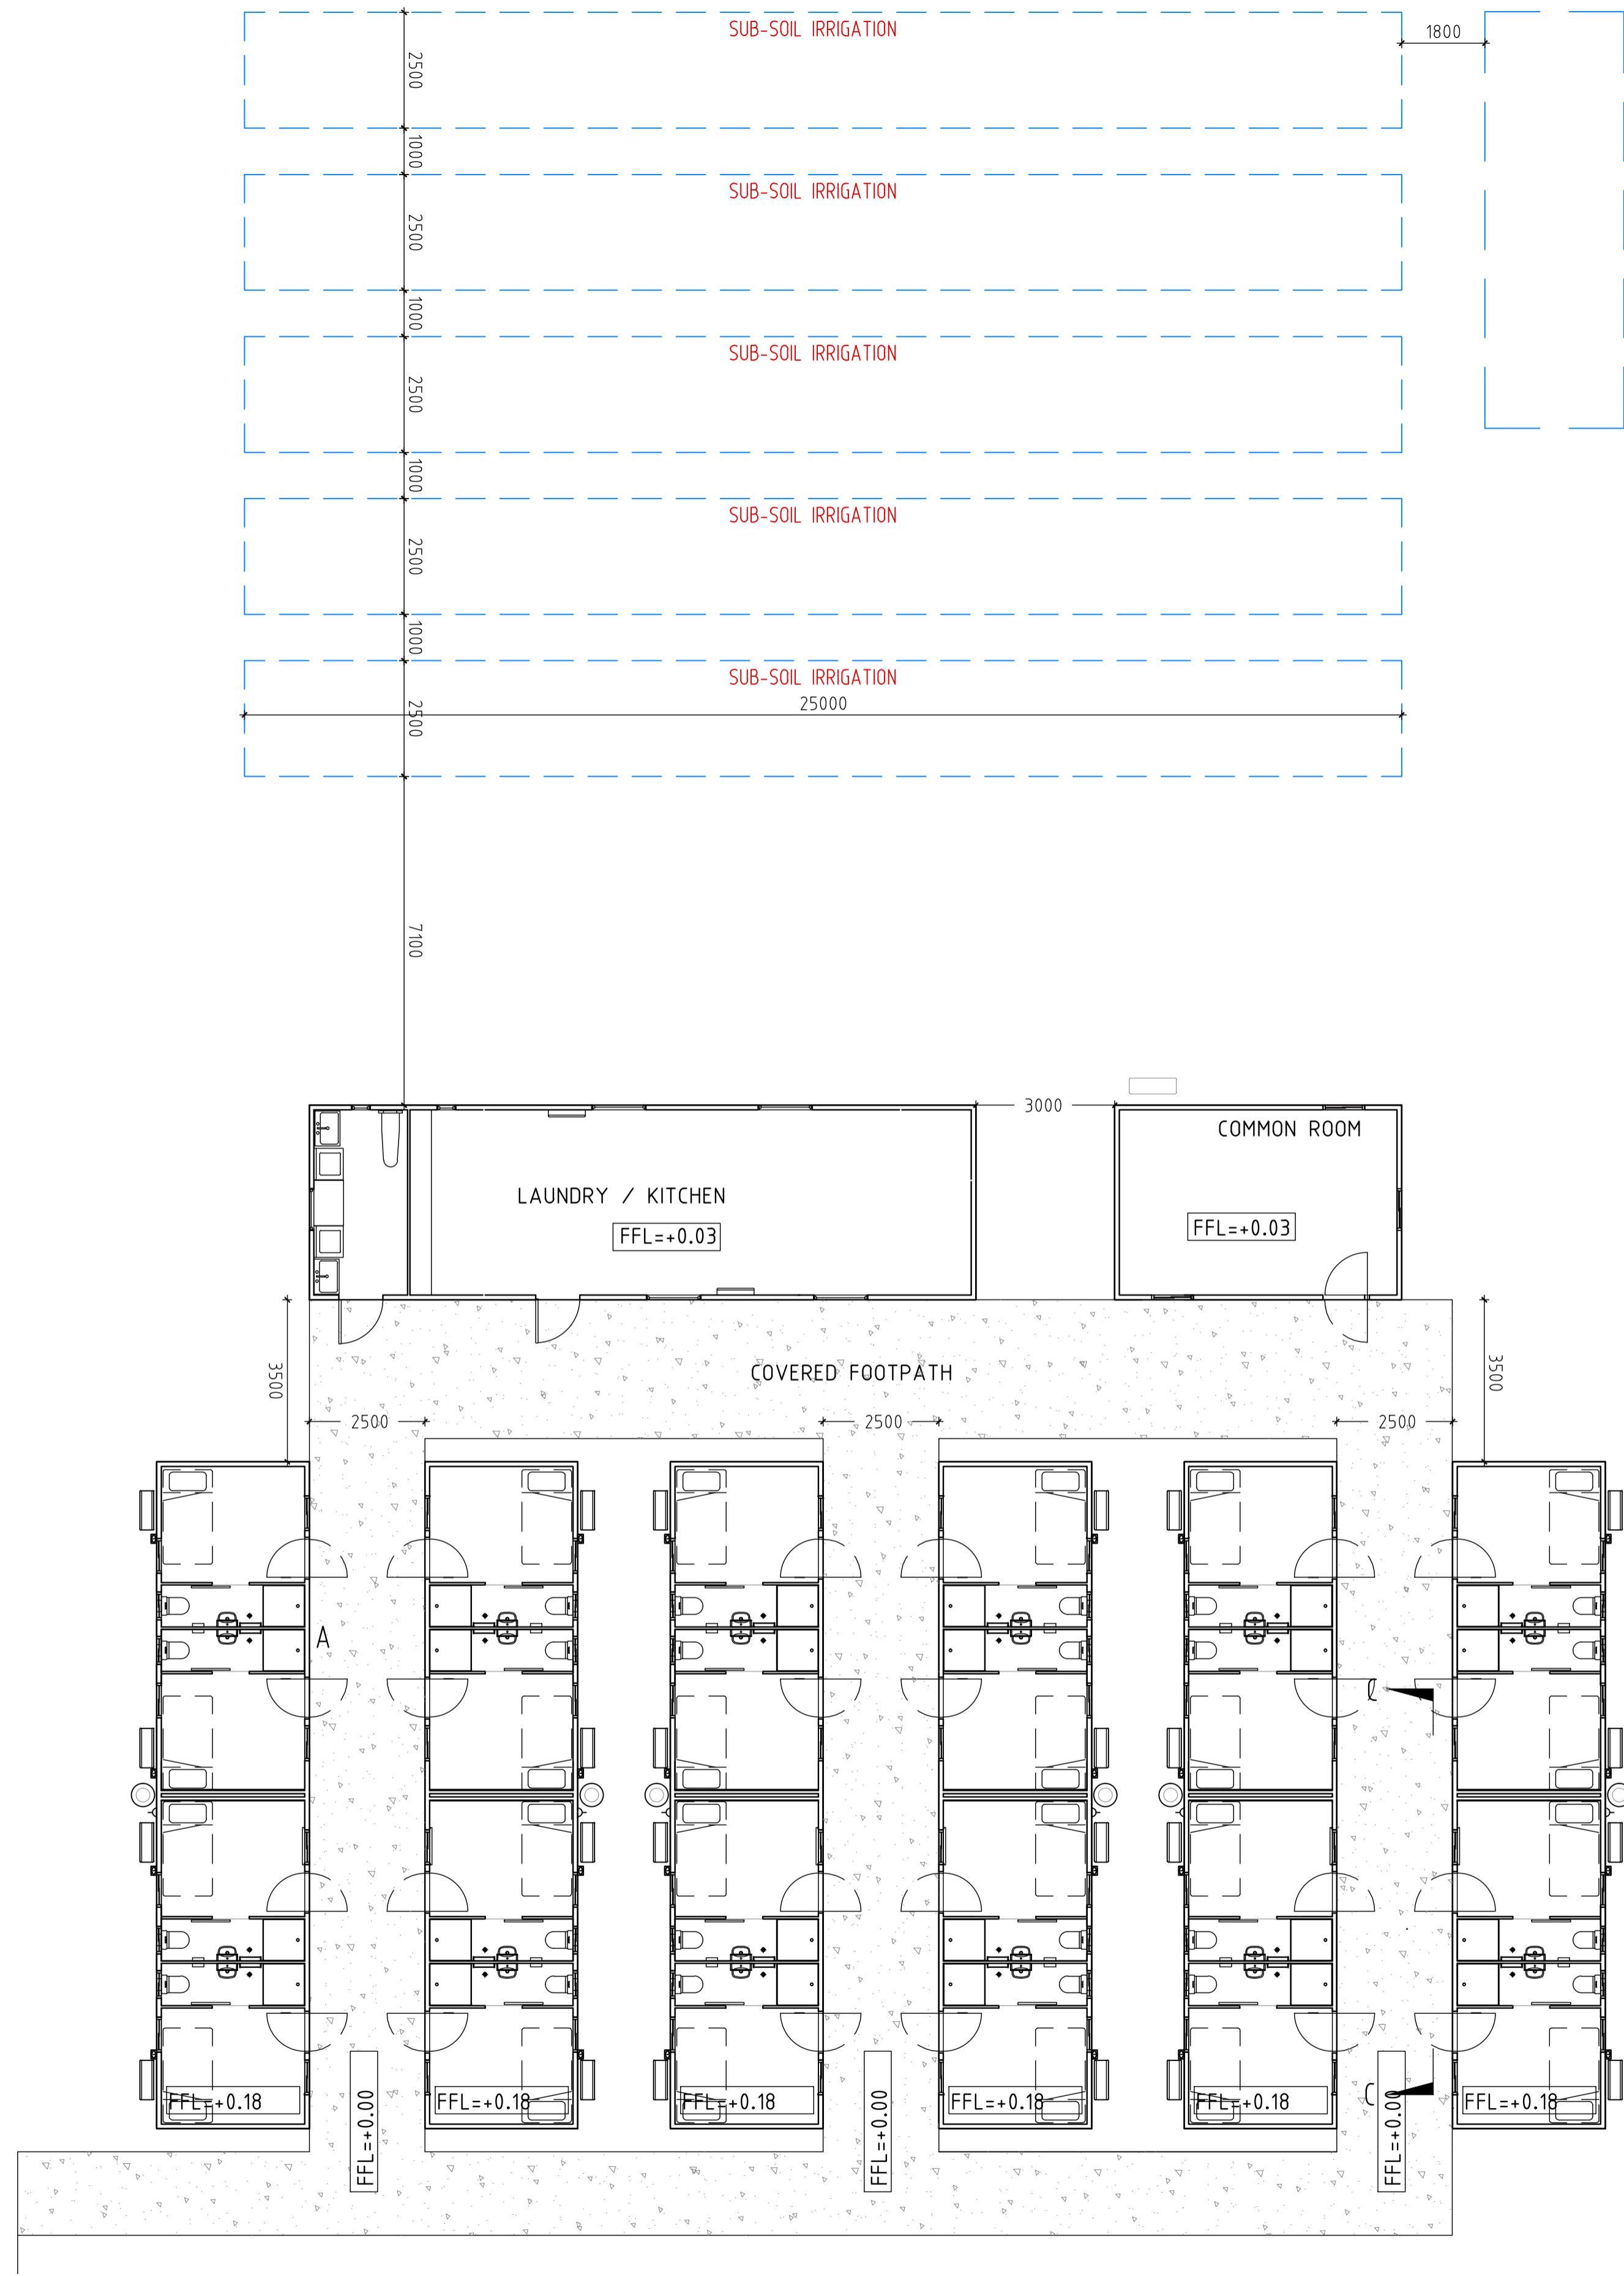 SUB-SOIL IRRIGATION
1800
2500
1000
SUB-SOIL IRRIGATION
2500
1000
SUB-SOIL IRRIGATION
2500
1000
SUB-SOIL IRRIGATION
2500
1000
SUB-SOIL IRRIGATION
25000
2500
7100
3000
COMMON ROOM
LAUNDRY / KITCHEN
FFL=+0.03
FFL=+0.03
COVERED FOOTPATH
3500
3500
2500
2500
2500
A
FFL=+0.18
FFL=+0.18
FFL=+0.18
FFL=+0.18
FFL=+0.18
FFL=+0.18
FFL=+0.00
FFL=+0.00
FFL=+0.00